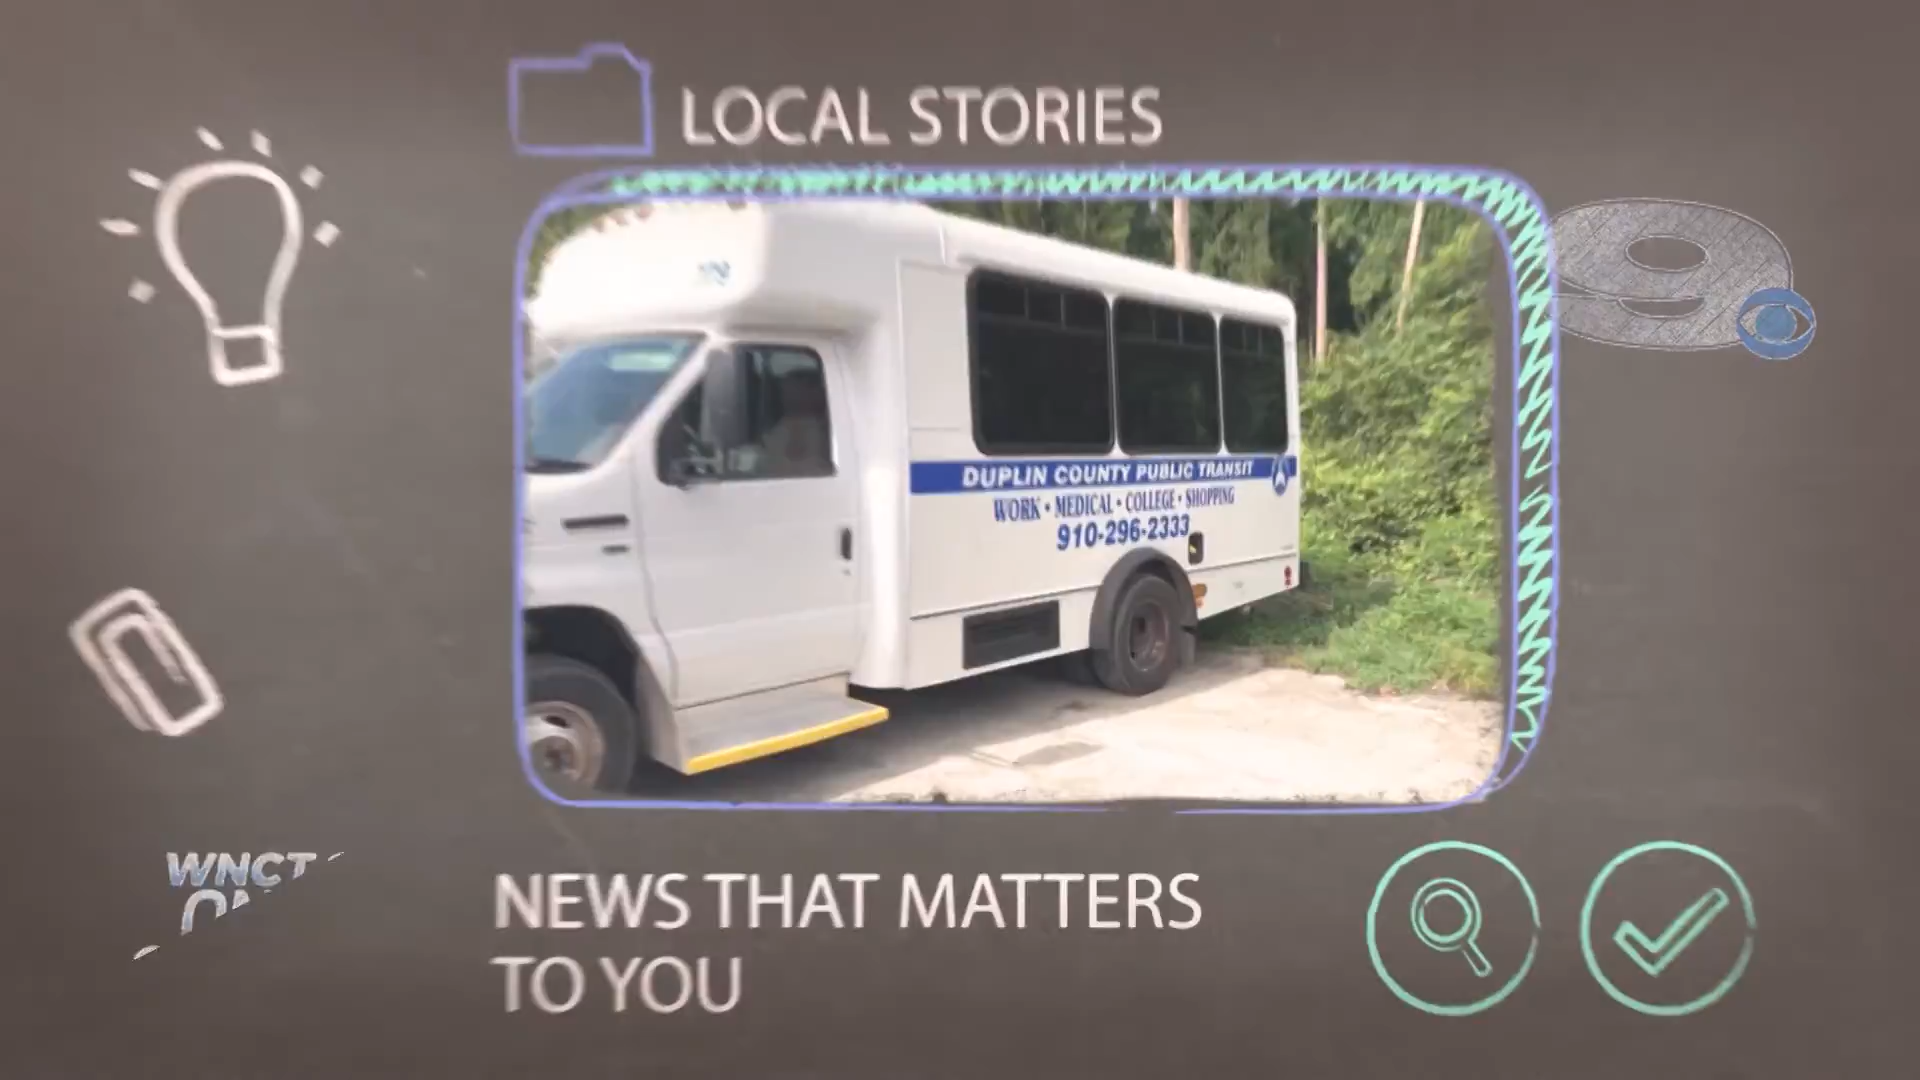 LOCAL STORIES
9
DUPLIN COUNTY PUBLIC TRANSIT
WORK • MEDICAL • COLLEGE • SHOPPING
910-296-2333
WNCT
NEWS THAT MATTERS
TO YOU